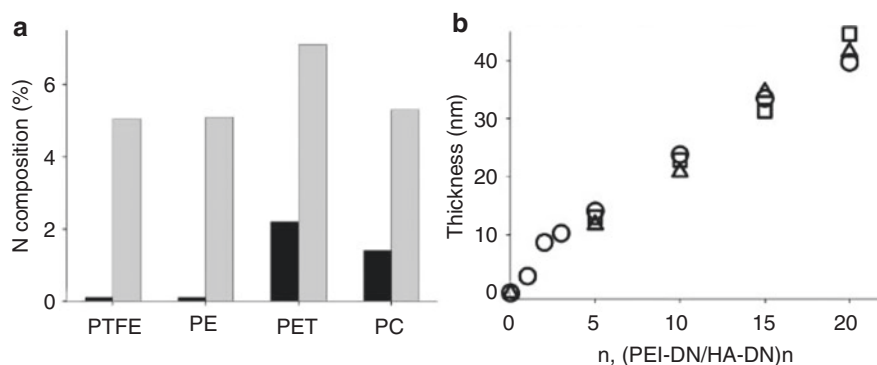 a
N composition (%)
6
4
2
0
PTFE PE PET PC
b
Thickness (nm)
40
30
20
10
0
0 5 10 15 20
n, (PEI-DN/HA-DN)n